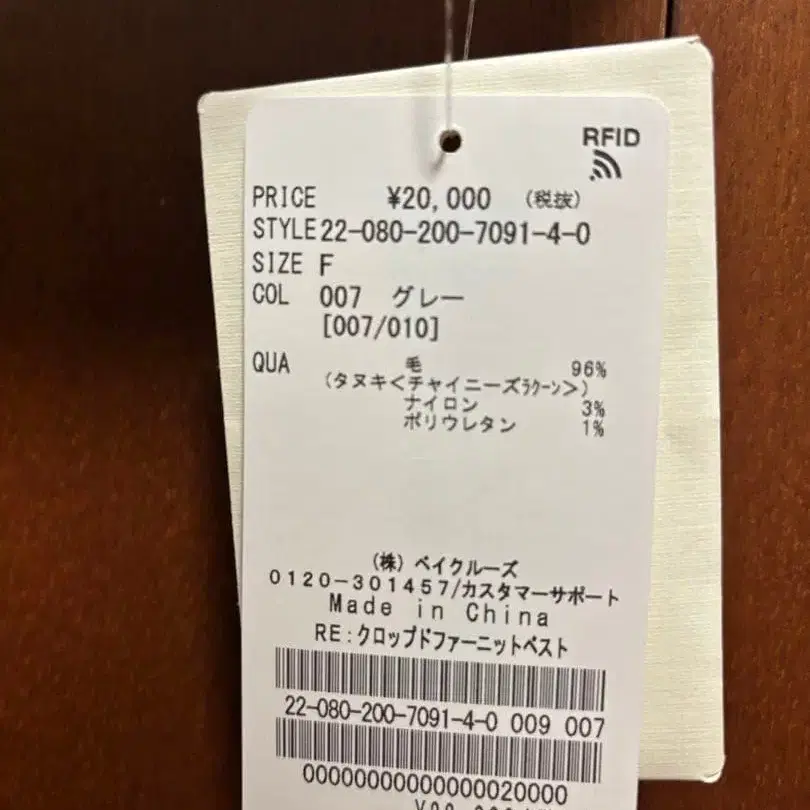 RFID
PRICE ¥20,000 (税抜)
STYLE 22-080-200-7091-4-0
SIZE F
COL 007 グレー
[007/010]
QUA 毛 96%
(タヌキ<チャイニーズラクーン>)
ナイロン 3%
ポリウレタン 1%
(株) ベイクルーズ
0120-301457/カスタマーサポート
Made in China
RE:クロップドファーニットベスト
22-080-200-7091-4-0 009 007
00000000000000020000